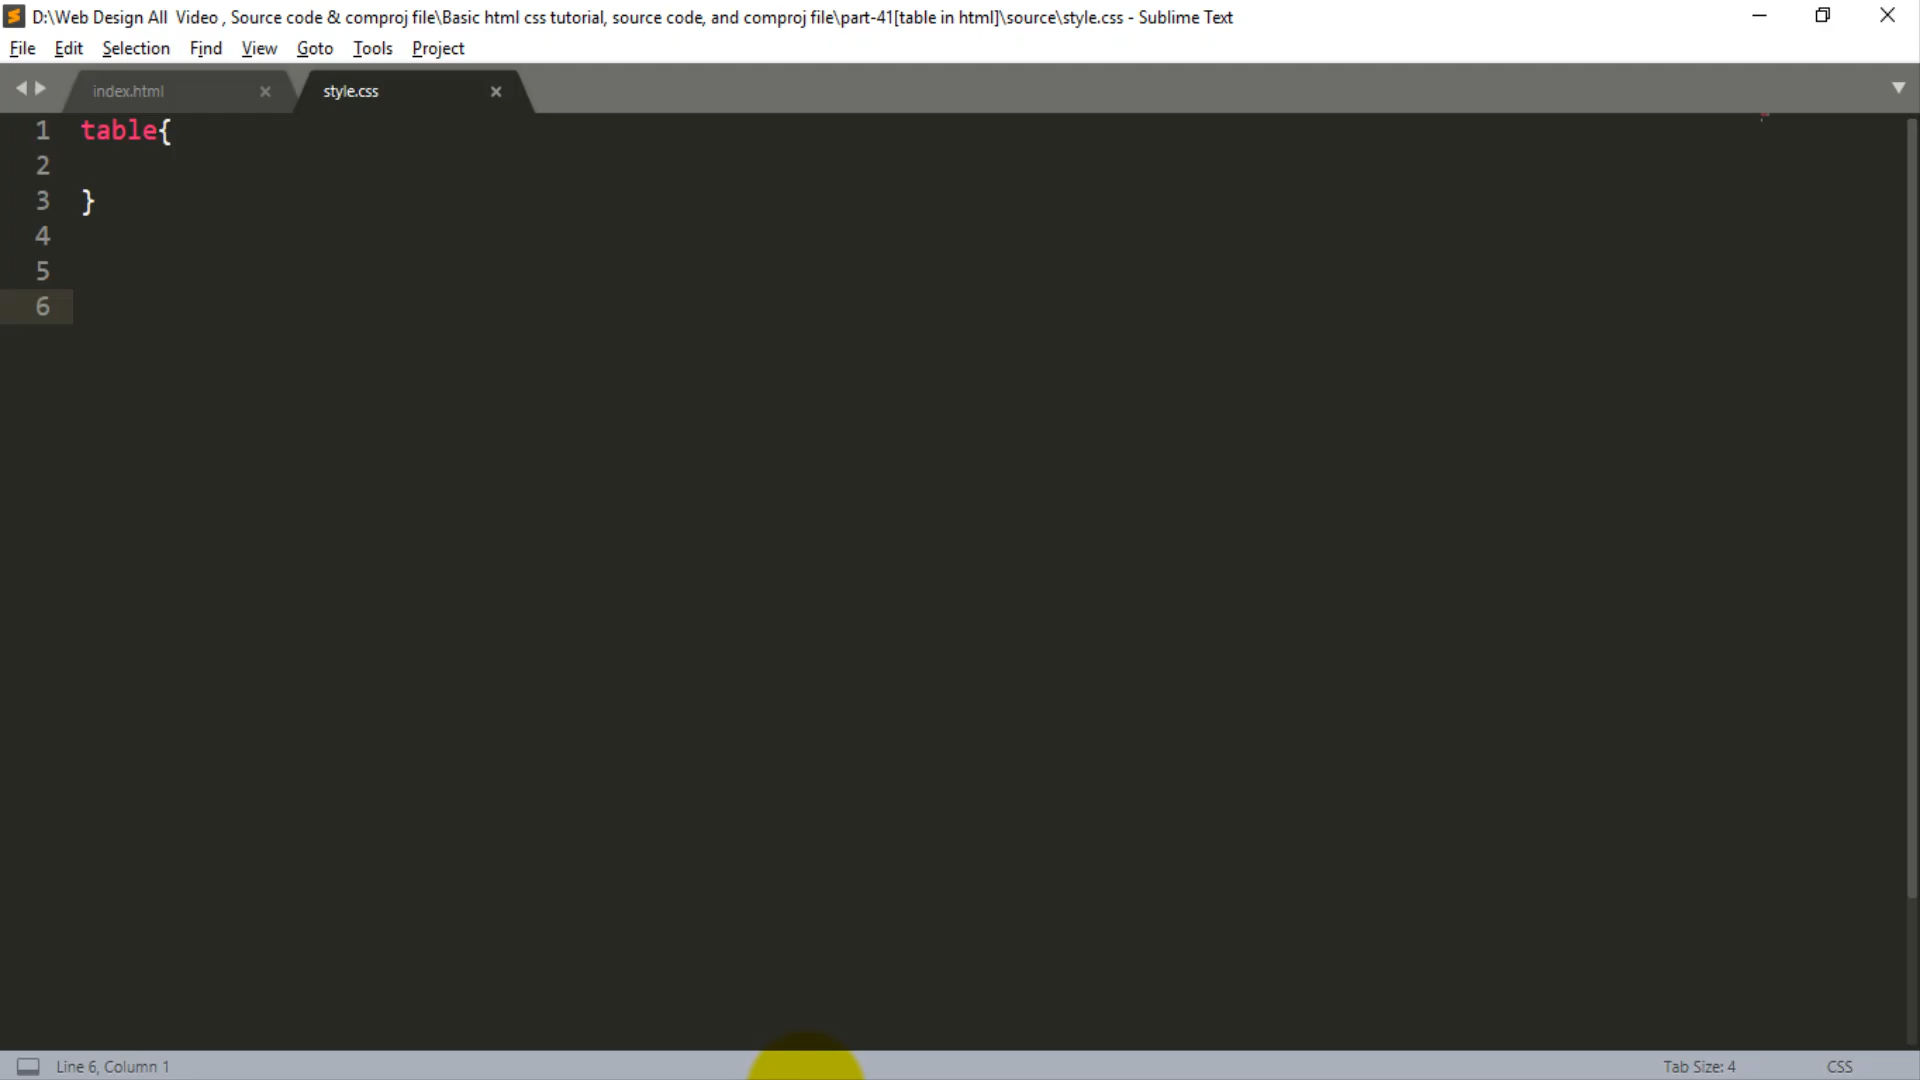 D:\Web Design All  Video , Source code & comproj file\Basic html css tutorial, source code, and comproj file\part-41[table in html]\source\style.css - Sublime Text
File Edit Selection Find View Goto Tools Project
index.html style.css
1 table{
2
3 }
4
5
6
Line 6, Column 1 Tab Size: 4 CSS